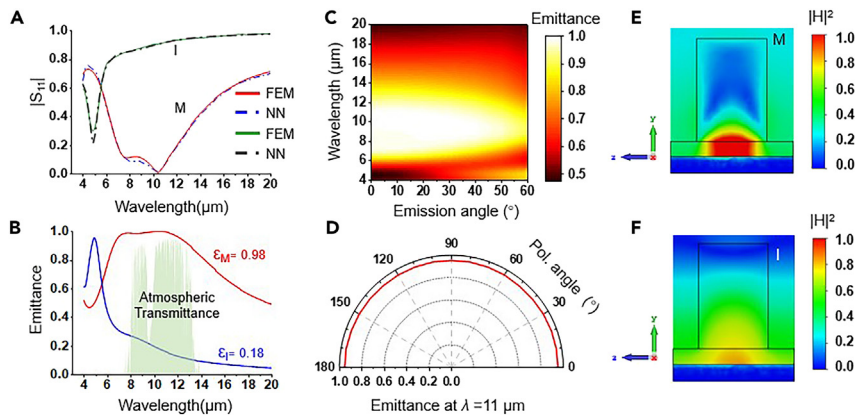 A
|S₁₁|
1.0
0.8
0.6
0.4
0.2
0.0
I
M
FEM
NN
FEM
NN
4 6 8 10 12 14 16 18 20
Wavelength(μm)
B
Emittance
1.0
0.8
0.6
0.4
0.2
0.0
εM= 0.98
Atmospheric
Transmittance
εI= 0.18
4 6 8 10 12 14 16 18 20
Wavelength(μm)
C
Wavelength (μm)
20
18
16
14
12
10
8
6
4
0 10 20 30 40 50 60
Emission angle (°)
Emittance
1.0
0.9
0.8
0.7
0.6
0.5
D
90
120
60
150
30
180
0
Pol. angle (°)
1.0 0.8 0.6 0.4 0.2 0.0
Emittance at λ =11 μm
E
|H|²
M
1.0
0.8
0.6
0.4
0.2
0.0
y
z
x
F
|H|²
I
1.0
0.8
0.6
0.4
0.2
0.0
y
z
x